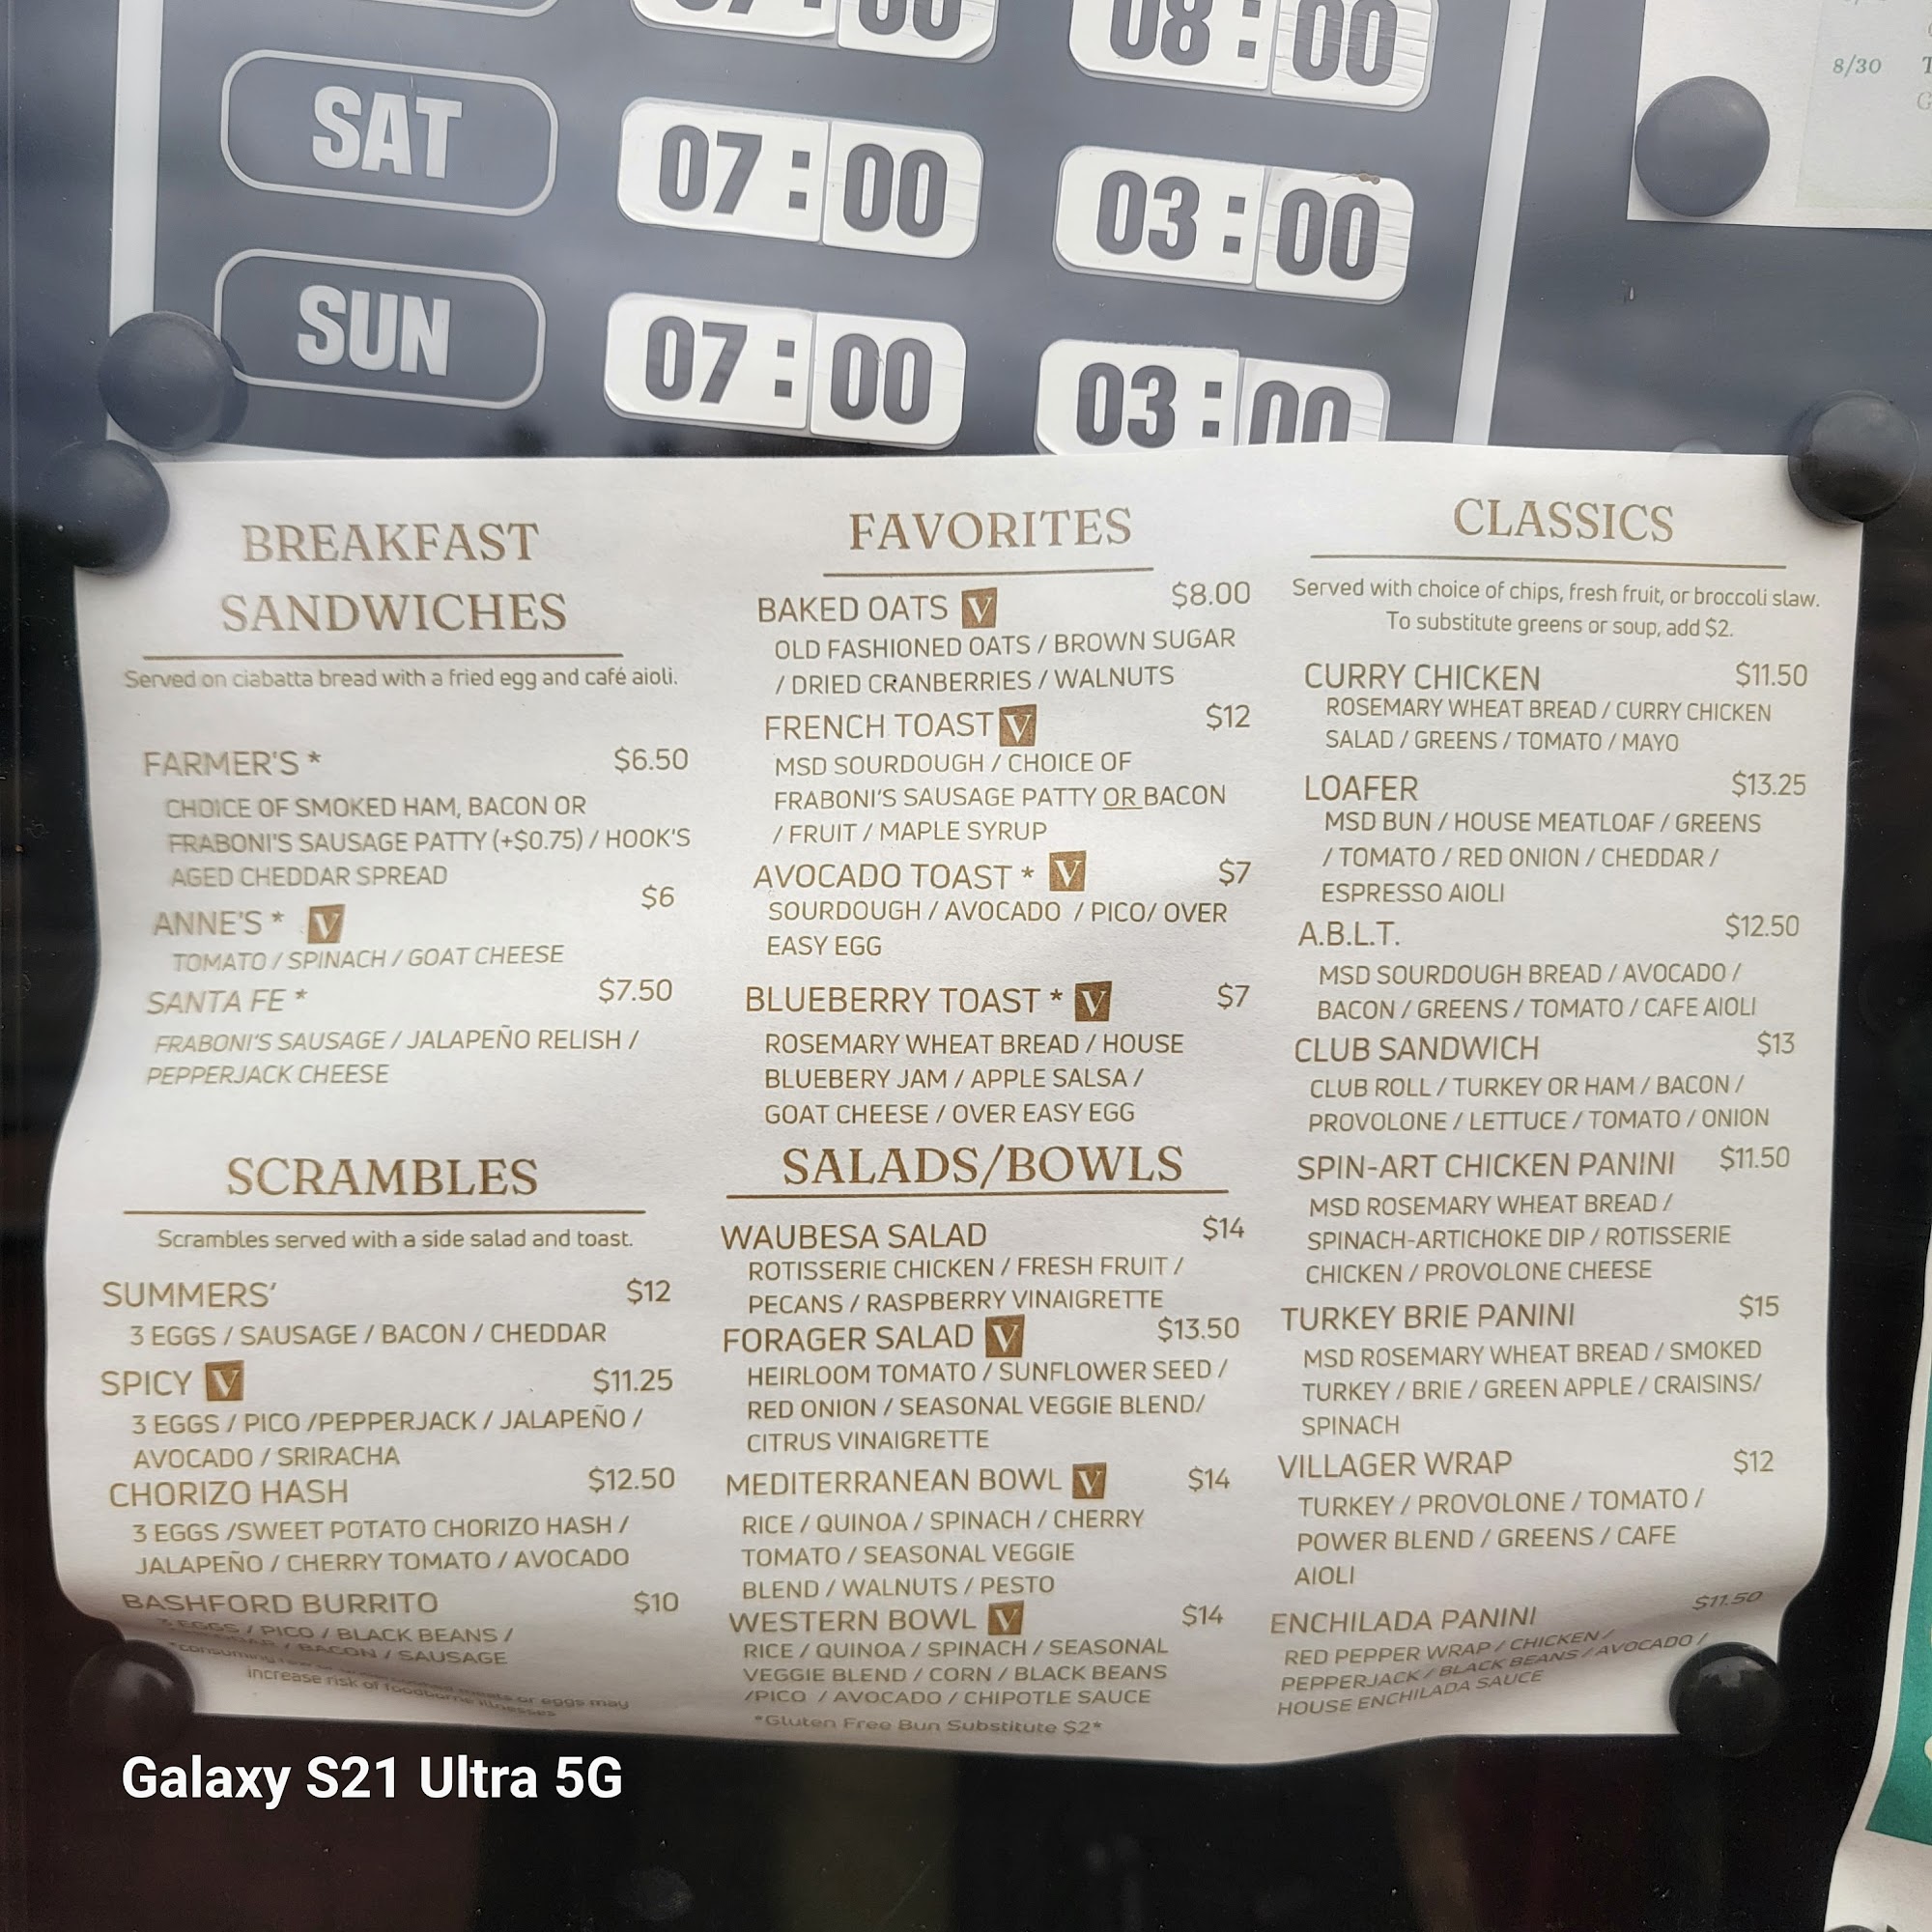 07:00 08:00
SAT 07:00 03:00
SUN 07:00 03:00
8/30
BREAKFAST
SANDWICHES
Served on ciabatta bread with a fried egg and café aioli.
FARMER'S * $6.50
CHOICE OF SMOKED HAM, BACON OR
FRABONI'S SAUSAGE PATTY (+$0.75) / HOOK'S
AGED CHEDDAR SPREAD
ANNE'S * V $6
TOMATO / SPINACH / GOAT CHEESE
SANTA FE * $7.50
FRABONI'S SAUSAGE / JALAPEÑO RELISH /
PEPPERJACK CHEESE
SCRAMBLES
Scrambles served with a side salad and toast.
SUMMERS' $12
3 EGGS / SAUSAGE / BACON / CHEDDAR
SPICY V $11.25
3 EGGS / PICO /PEPPERJACK / JALAPEÑO /
AVOCADO / SRIRACHA
CHORIZO HASH $12.50
3 EGGS /SWEET POTATO CHORIZO HASH /
JALAPEÑO / CHERRY TOMATO / AVOCADO
BASHFORD BURRITO $10
3 EGGS / PICO / BLACK BEANS /
/ BACON / SAUSAGE
*consuming meats or eggs may
increase risk of foodborne illnesses
FAVORITES
BAKED OATS V $8.00
OLD FASHIONED OATS / BROWN SUGAR
/ DRIED CRANBERRIES / WALNUTS
FRENCH TOAST V $12
MSD SOURDOUGH / CHOICE OF
FRABONI'S SAUSAGE PATTY OR BACON
/ FRUIT / MAPLE SYRUP
AVOCADO TOAST * V $7
SOURDOUGH / AVOCADO / PICO/ OVER
EASY EGG
BLUEBERRY TOAST * V $7
ROSEMARY WHEAT BREAD / HOUSE
BLUEBERY JAM / APPLE SALSA /
GOAT CHEESE / OVER EASY EGG
SALADS/BOWLS
WAUBESA SALAD $14
ROTISSERIE CHICKEN / FRESH FRUIT /
PECANS / RASPBERRY VINAIGRETTE
FORAGER SALAD V $13.50
HEIRLOOM TOMATO / SUNFLOWER SEED /
RED ONION / SEASONAL VEGGIE BLEND/
CITRUS VINAIGRETTE
MEDITERRANEAN BOWL V $14
RICE / QUINOA / SPINACH / CHERRY
TOMATO / SEASONAL VEGGIE
BLEND / WALNUTS / PESTO
WESTERN BOWL V $14
RICE / QUINOA / SPINACH / SEASONAL
VEGGIE BLEND / CORN / BLACK BEANS
/PICO / AVOCADO / CHIPOTLE SAUCE
*Gluten Free Bun Substitute $2*
CLASSICS
Served with choice of chips, fresh fruit, or broccoli slaw.
To substitute greens or soup, add $2.
CURRY CHICKEN $11.50
ROSEMARY WHEAT BREAD / CURRY CHICKEN
SALAD / GREENS / TOMATO / MAYO
LOAFER $13.25
MSD BUN / HOUSE MEATLOAF / GREENS
/ TOMATO / RED ONION / CHEDDAR /
ESPRESSO AIOLI
A.B.L.T. $12.50
MSD SOURDOUGH BREAD / AVOCADO /
BACON / GREENS / TOMATO / CAFE AIOLI
CLUB SANDWICH $13
CLUB ROLL / TURKEY OR HAM / BACON /
PROVOLONE / LETTUCE / TOMATO / ONION
SPIN-ART CHICKEN PANINI $11.50
MSD ROSEMARY WHEAT BREAD /
SPINACH-ARTICHOKE DIP / ROTISSERIE
CHICKEN / PROVOLONE CHEESE
TURKEY BRIE PANINI $15
MSD ROSEMARY WHEAT BREAD / SMOKED
TURKEY / BRIE / GREEN APPLE / CRAISINS/
SPINACH
VILLAGER WRAP $12
TURKEY / PROVOLONE / TOMATO /
POWER BLEND / GREENS / CAFE
AIOLI
ENCHILADA PANINI $11.50
RED PEPPER WRAP / CHICKEN /
PEPPERJACK / BLACK BEANS / AVOCADO /
HOUSE ENCHILADA SAUCE
Galaxy S21 Ultra 5G